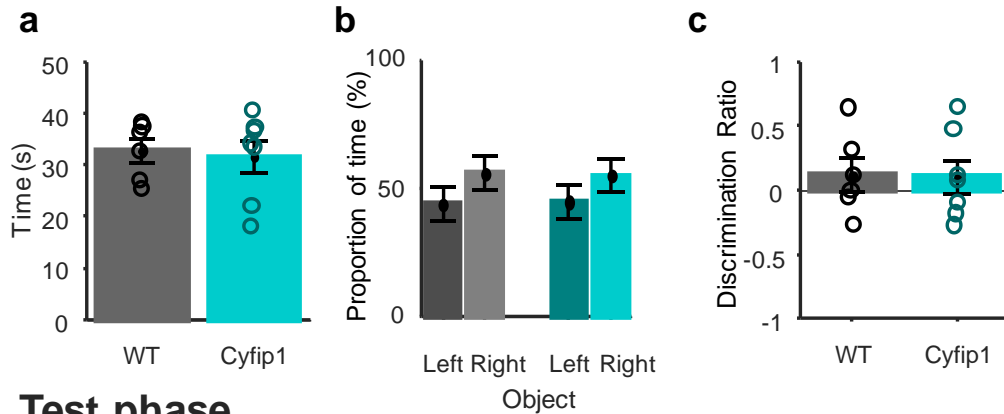 a
50
40
30
20
10
0
Time (s)
WT Cyfip1
b
100
50
0
Proportion of time (%)
Left Right Left Right
Object
c
1
0.5
0
-0.5
-1
Discrimination Ratio
WT Cyfip1
Test phase